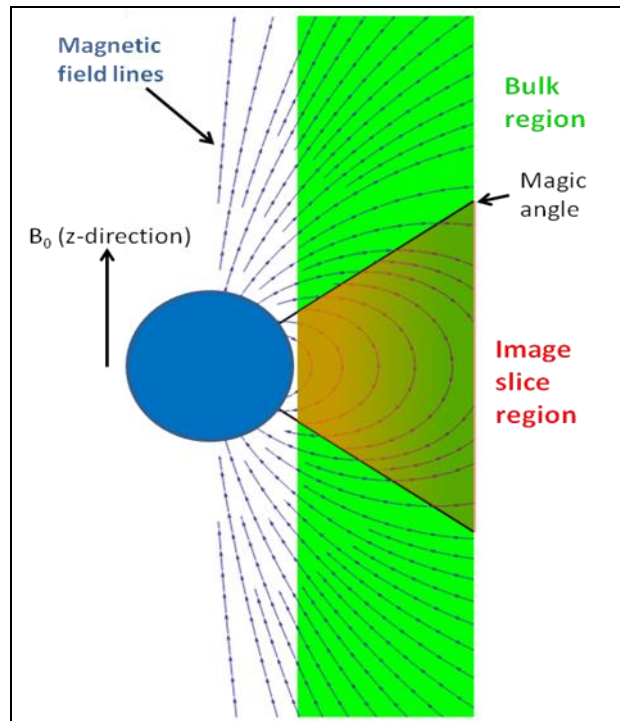 Magnetic
field lines
Bulk
region
Magic
angle
B₀ (z-direction)
Image
slice
region